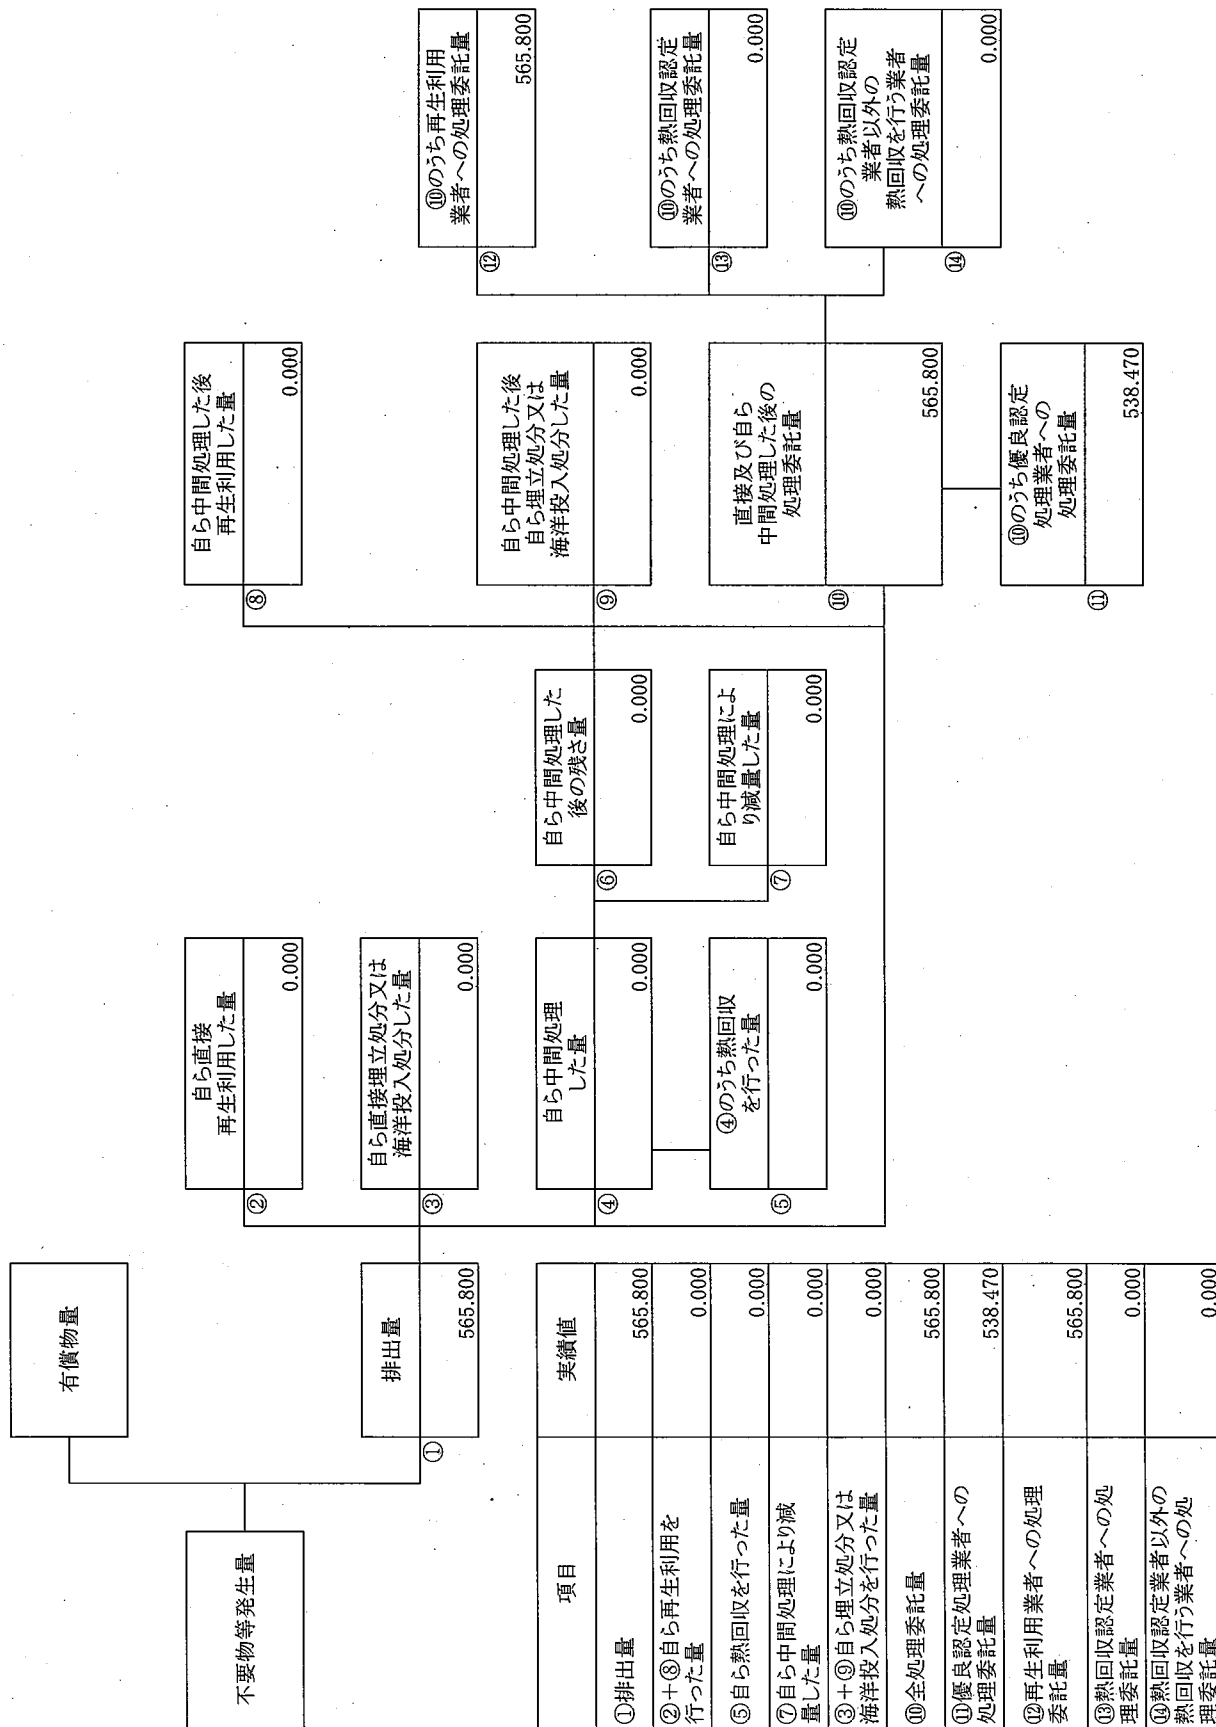 不要物等発生量
有償物量
①
排出量
565.800
②
自ら直接
再生利用した量
0.000
③
自ら直接埋立処分又は
海洋投入処分した量
0.000
④
自ら中間処理
した量
0.000
⑤
④のうち熱回収
を行った量
0.000
⑥
自ら中間処理した
後の残さ量
0.000
⑦
自ら中間処理によ
り減量した量
0.000
⑧
自ら中間処理した後
再生利用した量
0.000
⑨
自ら中間処理した後
自ら埋立処分又は
海洋投入処分した量
0.000
⑩
直接及び自ら
中間処理した後の
処理委託量
565.800
⑪
⑩のうち優良認定
処理業者への
処理委託量
538.470
⑫
⑩のうち再生利用
業者への処理委託量
565.800
⑬
⑩のうち熱回収認定
業者への処理委託量
0.000
⑭
⑩のうち熱回収認定
業者以外の
熱回収を行う業者
への処理委託量
0.000
項目
実績値
①排出量
565.800
②+⑧自ら再生利用を
行った量
0.000
⑤自ら熱回収を行った量
0.000
⑦自ら中間処理により減
量した量
0.000
③+⑨自ら埋立処分又は
海洋投入処分を行った量
0.000
⑩全処理委託量
565.800
⑪優良認定処理業者への
処理委託量
538.470
⑫再生利用業者への処理
委託量
565.800
⑬熱回収認定業者への処
理委託量
0.000
⑭熱回収認定業者以外の
熱回収を行う業者への処
理委託量
0.000